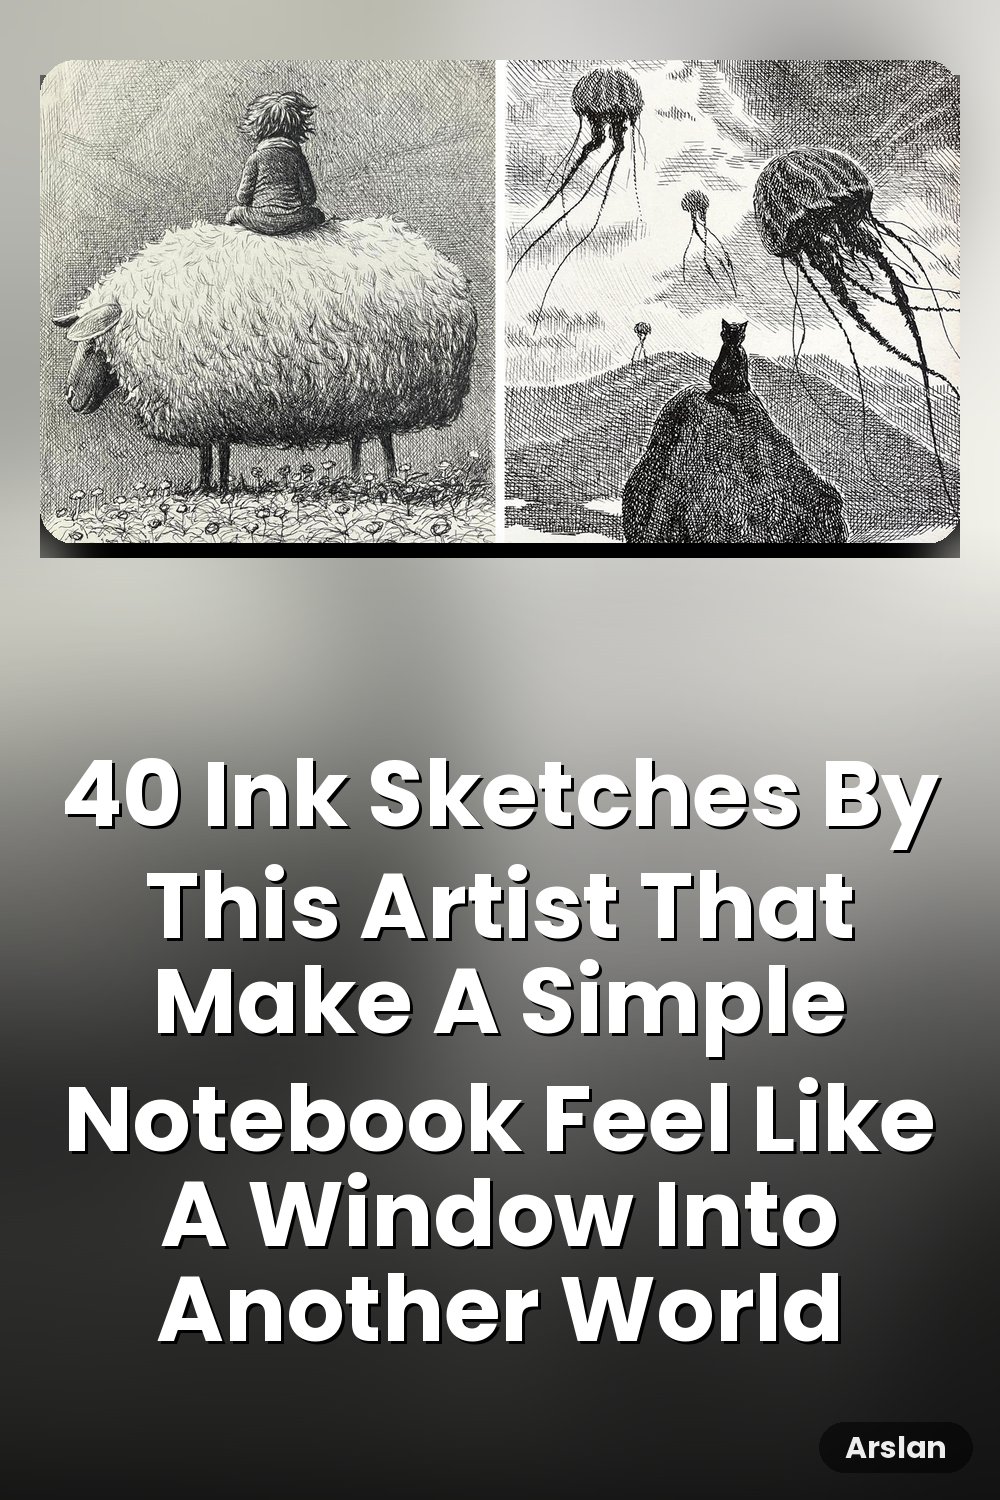 40 Ink Sketches By
This Artist That
Make A Simple
Notebook Feel Like
A Window Into
Another World
Arslan